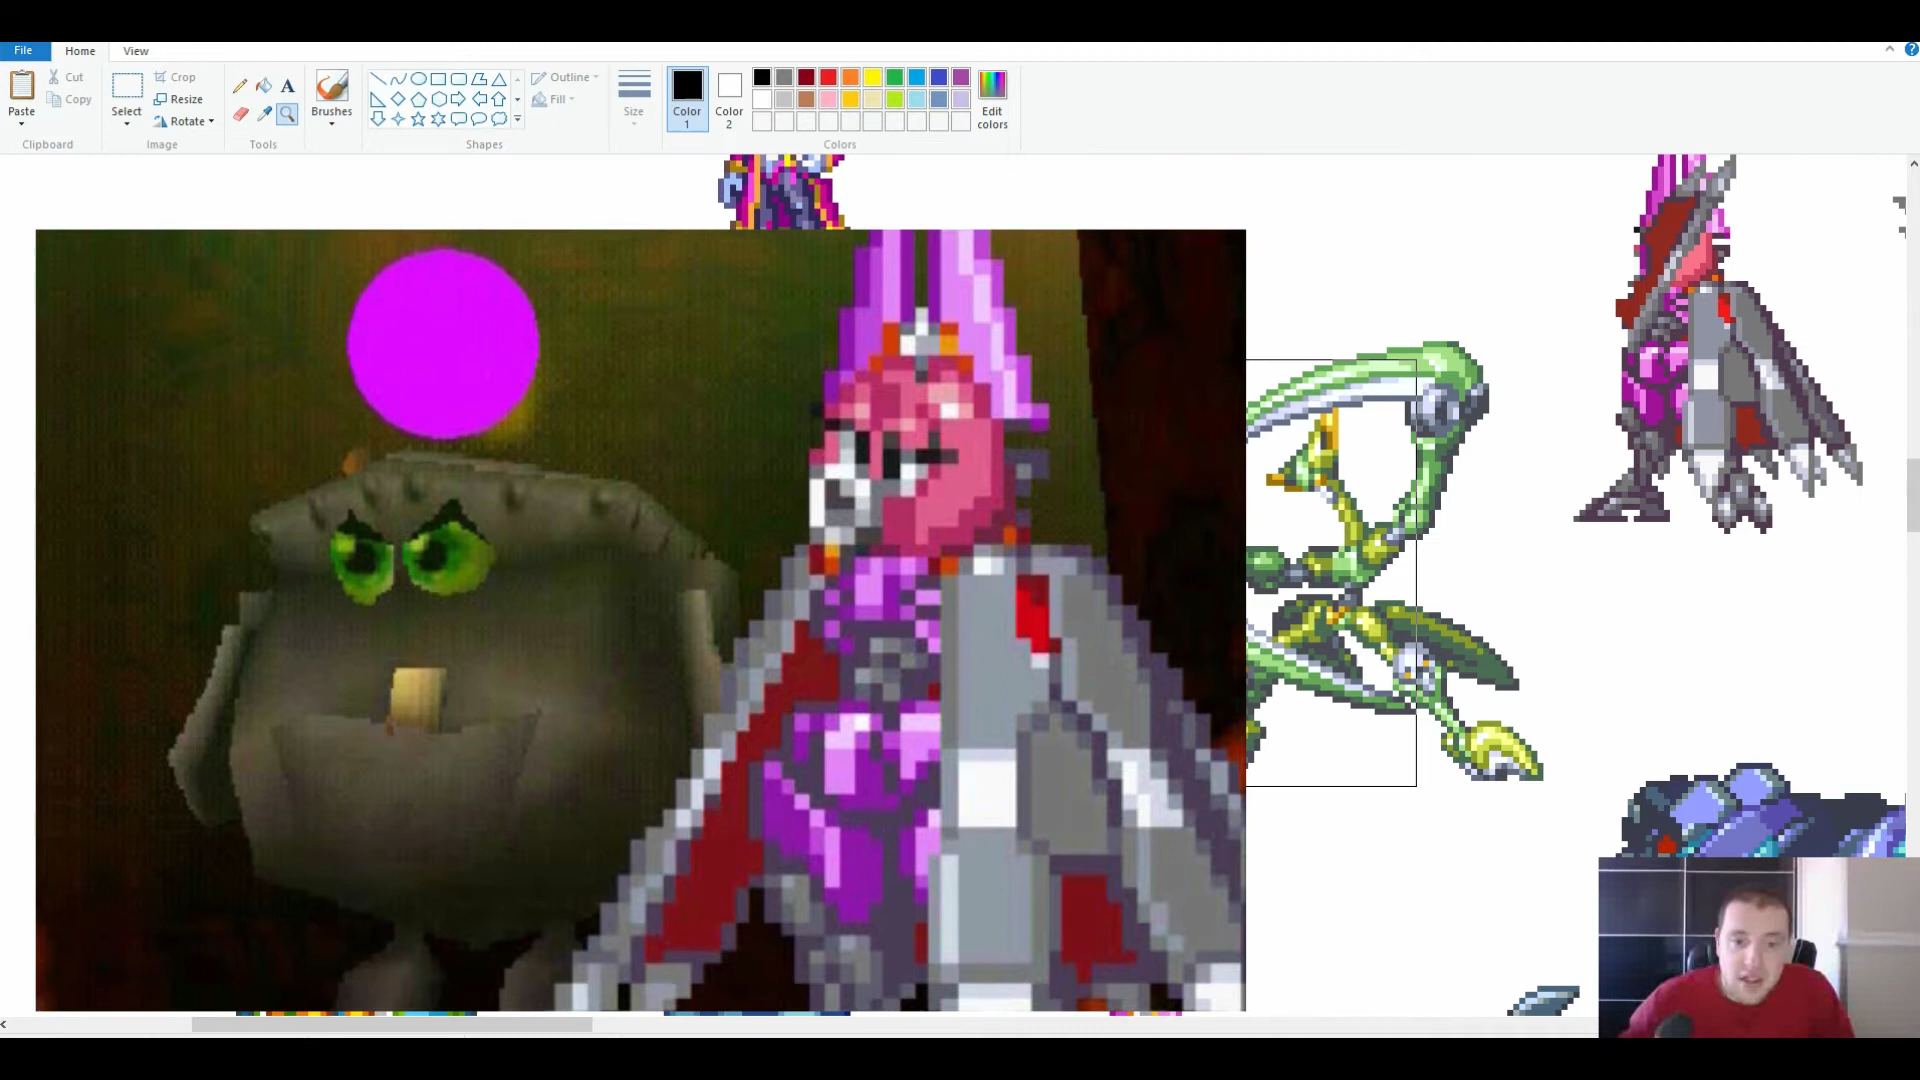 File Home View
Paste
Cut
Copy
Clipboard
Select
Crop
Resize
Rotate
Image
A
Tools
Brushes
Outline
Fill
Shapes
Size
Color 1
Color 2
Edit colors
Colors